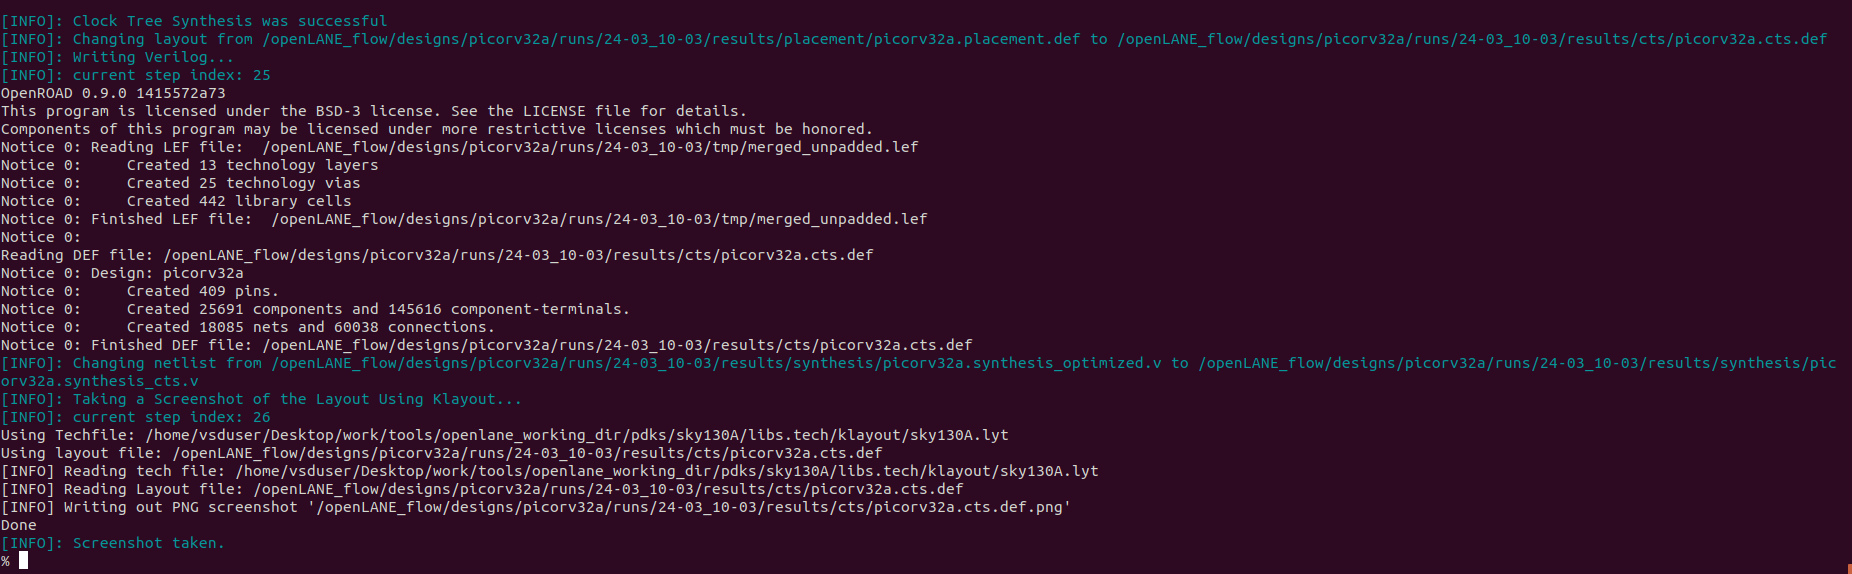 [INFO]: Clock Tree Synthesis was successful
[INFO]: Changing layout from /openLANE_flow/designs/picorv32a/runs/24-03_10-03/results/placement/picorv32a.placement.def to /openLANE_flow/designs/picorv32a/runs/24-03_10-03/results/cts/picorv32a.cts.def
[INFO]: Writing Verilog...
[INFO]: current step index: 25
OpenROAD 0.9.0 1415572a73
This program is licensed under the BSD-3 license. See the LICENSE file for details.
Components of this program may be licensed under more restrictive licenses which must be honored.
Notice 0: Reading LEF file:  /openLANE_flow/designs/picorv32a/runs/24-03_10-03/tmp/merged_unpadded.lef
Notice 0:     Created 13 technology layers
Notice 0:     Created 25 technology vias
Notice 0:     Created 442 library cells
Notice 0: Finished LEF file:  /openLANE_flow/designs/picorv32a/runs/24-03_10-03/tmp/merged_unpadded.lef
Notice 0:
Reading DEF file: /openLANE_flow/designs/picorv32a/runs/24-03_10-03/results/cts/picorv32a.cts.def
Notice 0: Design: picorv32a
Notice 0:     Created 409 pins.
Notice 0:     Created 25691 components and 145616 component-terminals.
Notice 0:     Created 18085 nets and 60038 connections.
Notice 0: Finished DEF file: /openLANE_flow/designs/picorv32a/runs/24-03_10-03/results/cts/picorv32a.cts.def
[INFO]: Changing netlist from /openLANE_flow/designs/picorv32a/runs/24-03_10-03/results/synthesis/picorv32a.synthesis_optimized.v to /openLANE_flow/designs/picorv32a/runs/24-03_10-03/results/synthesis/pic
orv32a.synthesis_cts.v
[INFO]: Taking a Screenshot of the Layout Using Klayout...
[INFO]: current step index: 26
Using Techfile: /home/vsduser/Desktop/work/tools/openlane_working_dir/pdks/sky130A/libs.tech/klayout/sky130A.lyt
Using layout file: /openLANE_flow/designs/picorv32a/runs/24-03_10-03/results/cts/picorv32a.cts.def
[INFO] Reading tech file: /home/vsduser/Desktop/work/tools/openlane_working_dir/pdks/sky130A/libs.tech/klayout/sky130A.lyt
[INFO] Reading Layout file: /openLANE_flow/designs/picorv32a/runs/24-03_10-03/results/cts/picorv32a.cts.def
[INFO] Writing out PNG screenshot '/openLANE_flow/designs/picorv32a/runs/24-03_10-03/results/cts/picorv32a.cts.def.png'
Done
[INFO]: Screenshot taken.
%